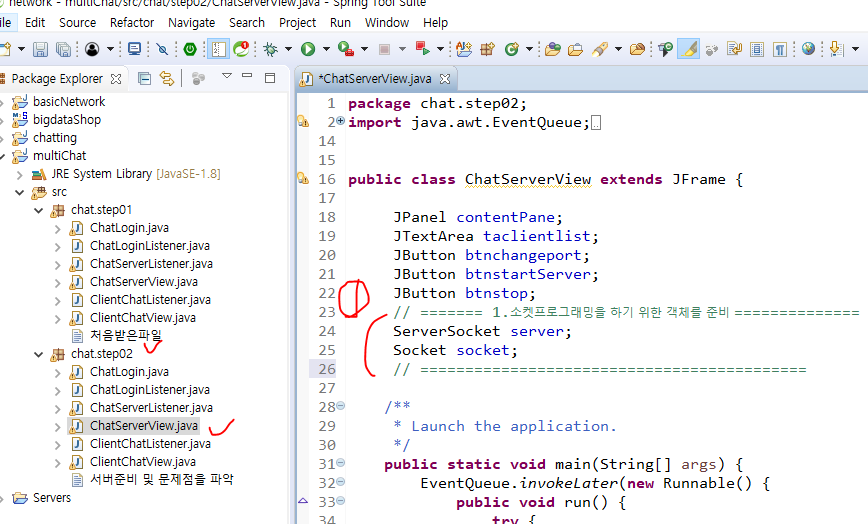 network - multiChat/src/chat/step02/ChatServerView.java - Spring Tool Suite
File Edit Source Refactor Navigate Search Project Run Window Help
Package Explorer
basicNetwork
bigdataShop
chatting
multiChat
JRE System Library [JavaSE-1.8]
src
chat.step01
ChatLogin.java
ChatLoginListener.java
ChatServerListener.java
ChatServerView.java
ClientChatListener.java
ClientChatView.java
처음받은파일
chat.step02
ChatLogin.java
ChatLoginListener.java
ChatServerListener.java
ChatServerView.java
ClientChatListener.java
ClientChatView.java
서버준비 및 문제점을 파악
Servers
*ChatServerView.java
1 package chat.step02;
2 import java.awt.EventQueue;
14
15
16 public class ChatServerView extends JFrame {
17
18 JPanel contentPane;
19 JTextArea taclientlist;
20 JButton btnchangeport;
21 JButton btnstartServer;
22 JButton btnstop;
23 // ======= 1.소켓프로그래밍을 하기 위한 객체를 준비 ==============
24 ServerSocket server;
25 Socket socket;
26 // ===========================================
27
28 /**
29 * Launch the application.
30 */
31 public static void main(String[] args) {
32 EventQueue.invokeLater(new Runnable() {
33 public void run() {
34 try {
①